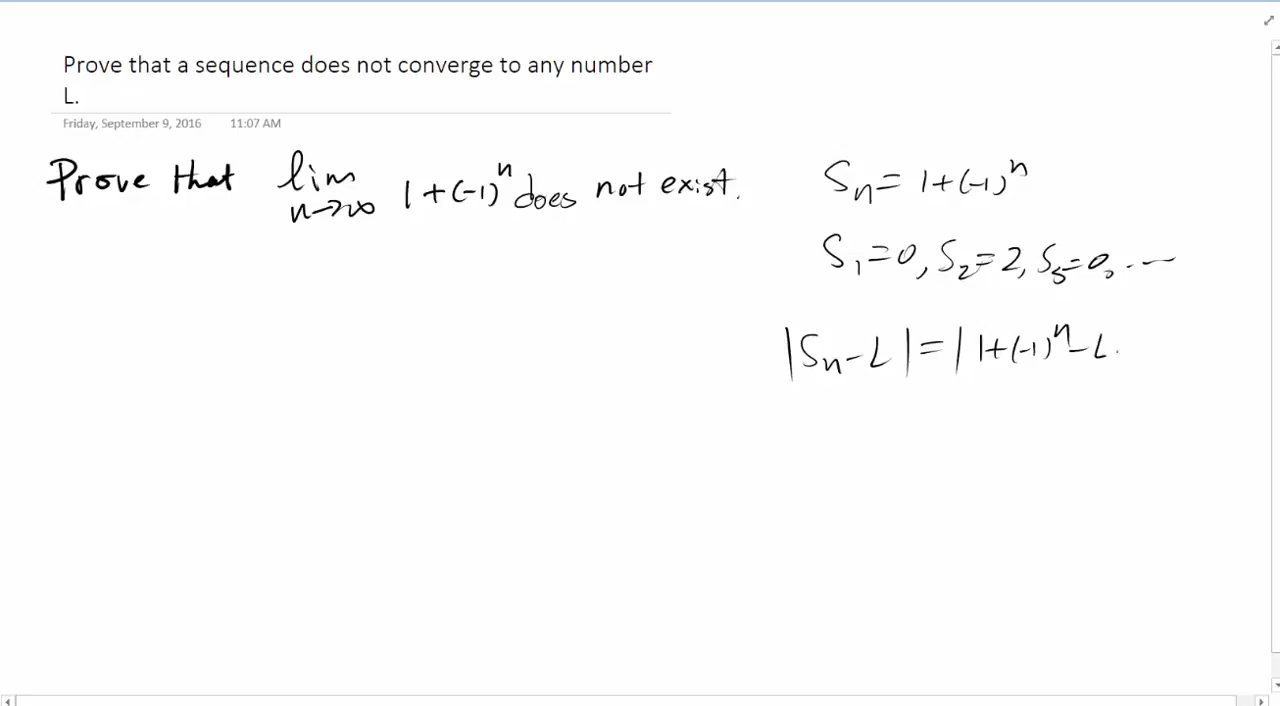 Prove that a sequence does not converge to any number
L.
Friday, September 9, 2016 11:07 AM
Prove that lim n→∞ 1+(-1)^n does not exist.
S_n = 1+(-1)^n
S_1=0, S_2=2, S_3=0, ...
|S_n-L|=|1+(-1)^n-L